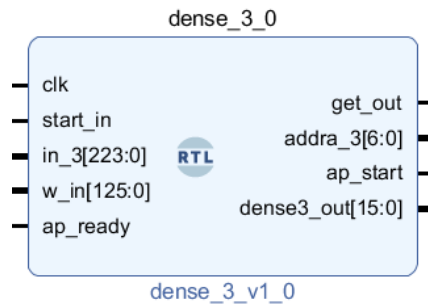 dense_3_0
clk
start_in
in_3[223:0]
w_in[125:0]
ap_ready
RTL
get_out
addra_3[6:0]
ap_start
dense3_out[15:0]
dense_3_v1_0